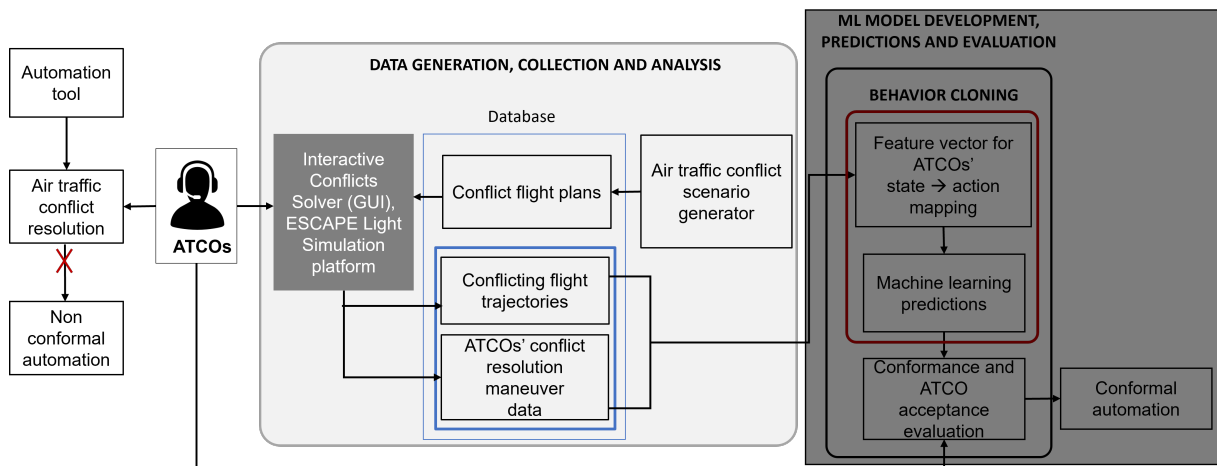 Automation
tool
Air traffic
conflict
resolution
Non
conformal
automation
ATCOs
DATA GENERATION, COLLECTION AND ANALYSIS
Database
Interactive
Conflicts
Solver (GUI),
ESCAPE Light
Simulation
platform
Conflict flight plans
Air traffic conflict
scenario
generator
Conflicting flight
trajectories
ATCOs' conflict
resolution
maneuver
data
ML MODEL DEVELOPMENT,
PREDICTIONS AND EVALUATION
BEHAVIOR CLONING
Feature vector for
ATCOs'
state → action
mapping
Machine learning
predictions
Conformance and
ATCO
acceptance
evaluation
Conformal
automation